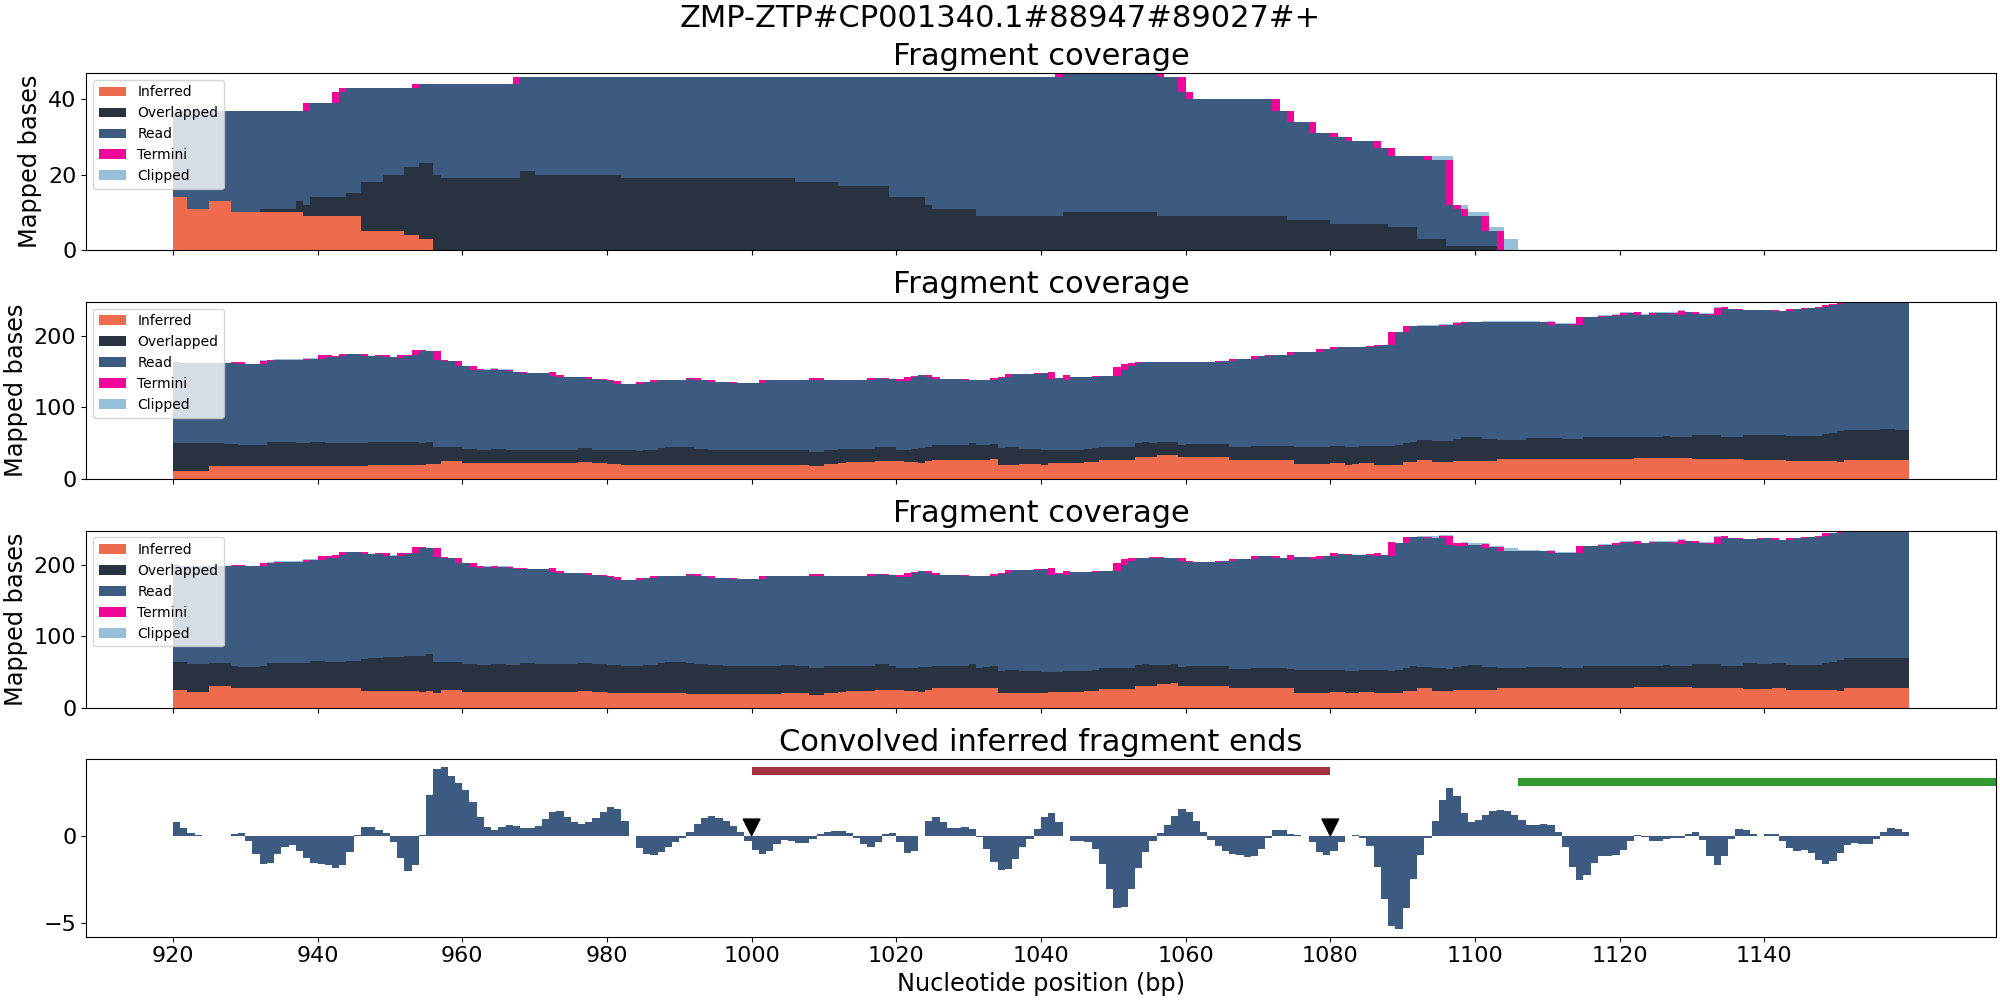 ZMP-ZTP#CP001340.1#88947#89027#+
Fragment coverage
Mapped bases
40
20
0
Inferred
Overlapped
Read
Termini
Clipped
Fragment coverage
Mapped bases
200
100
0
Inferred
Overlapped
Read
Termini
Clipped
Fragment coverage
Mapped bases
200
100
0
Inferred
Overlapped
Read
Termini
Clipped
Convolved inferred fragment ends
0
−5
920 940 960 980 1000 1020 1040 1060 1080 1100 1120 1140
Nucleotide position (bp)